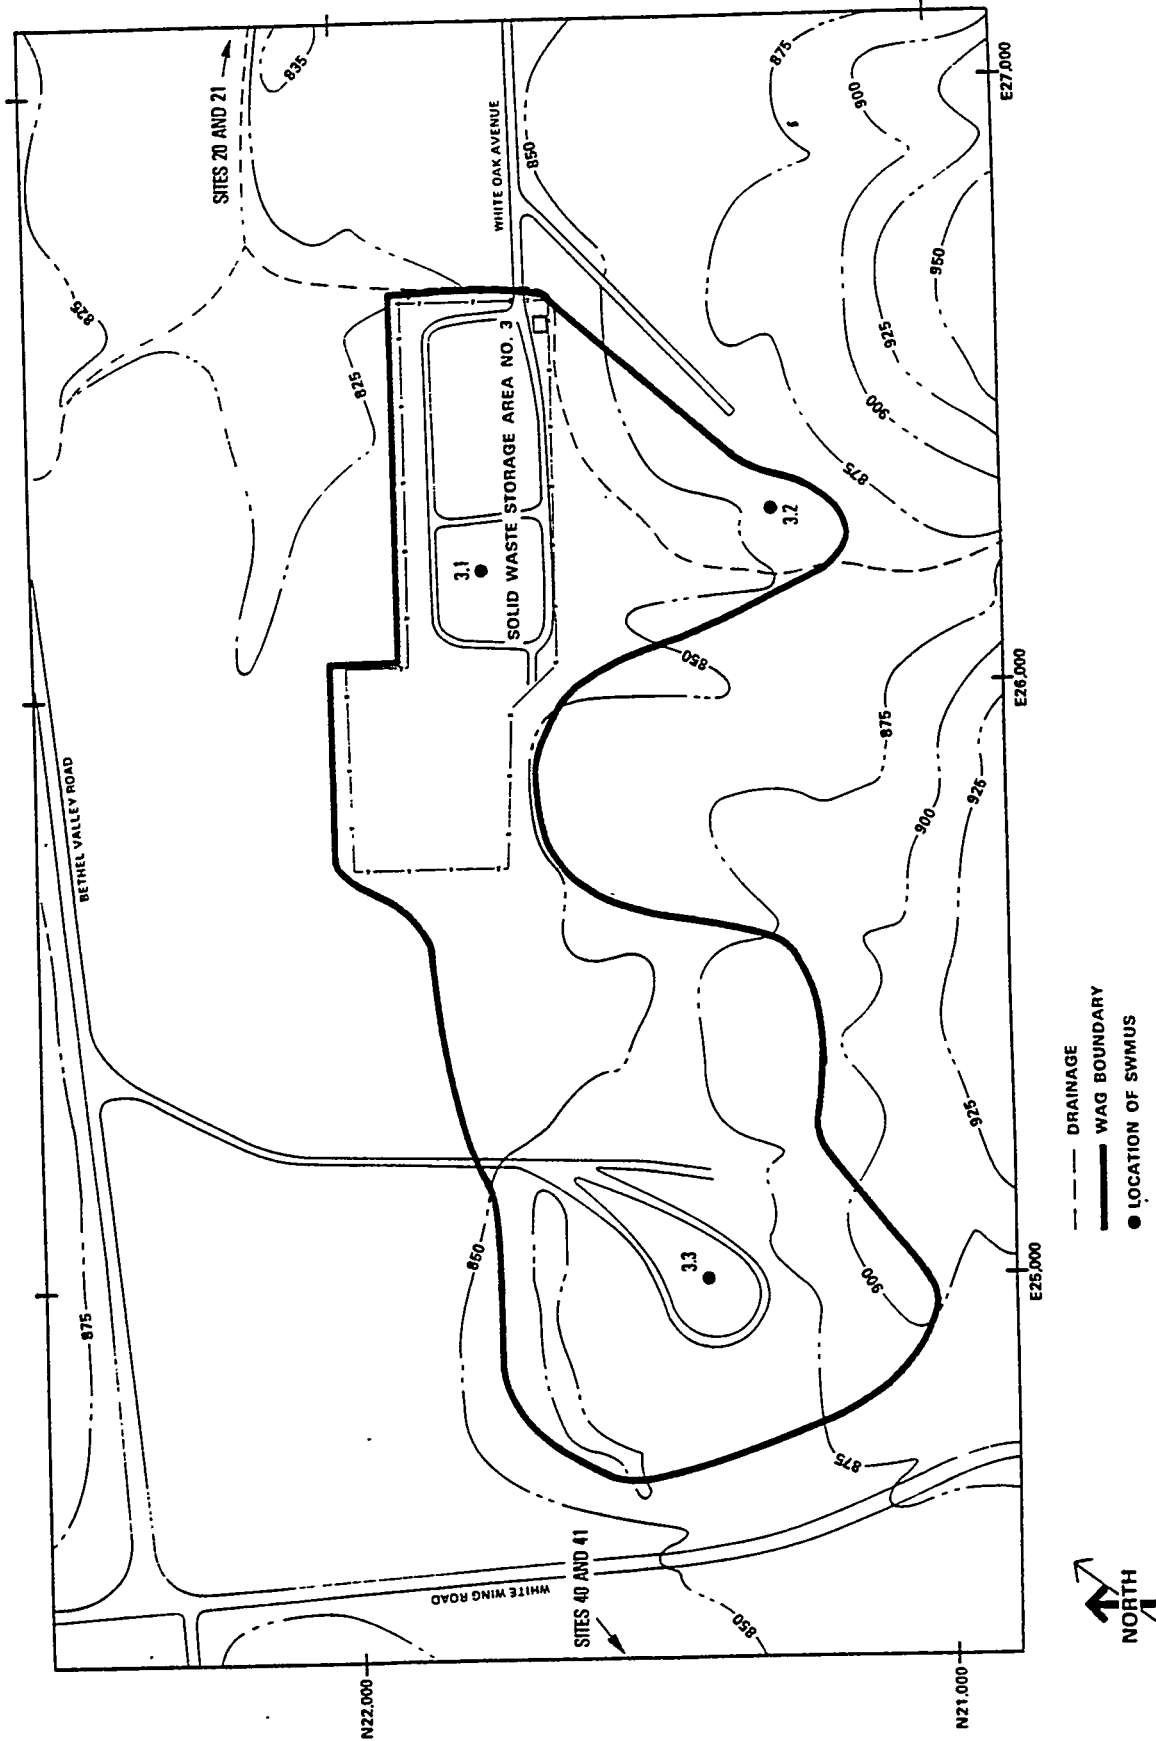 SITES 20 AND 21
835
875
900
E27,000
WHITE OAK AVENUE
850
825
950
925
900
875
825
SOLID WASTE STORAGE AREA NO. 3
3.1
3.2
850
E26,000
875
900
925
BETHEL VALLEY ROAD
925
850
3.3
900
E25,000
875
875
WHITE WING ROAD
SITES 40 AND 41
850
N22,000
N21,000
DRAINAGE
WAG BOUNDARY
LOCATION OF SWMUS
NORTH